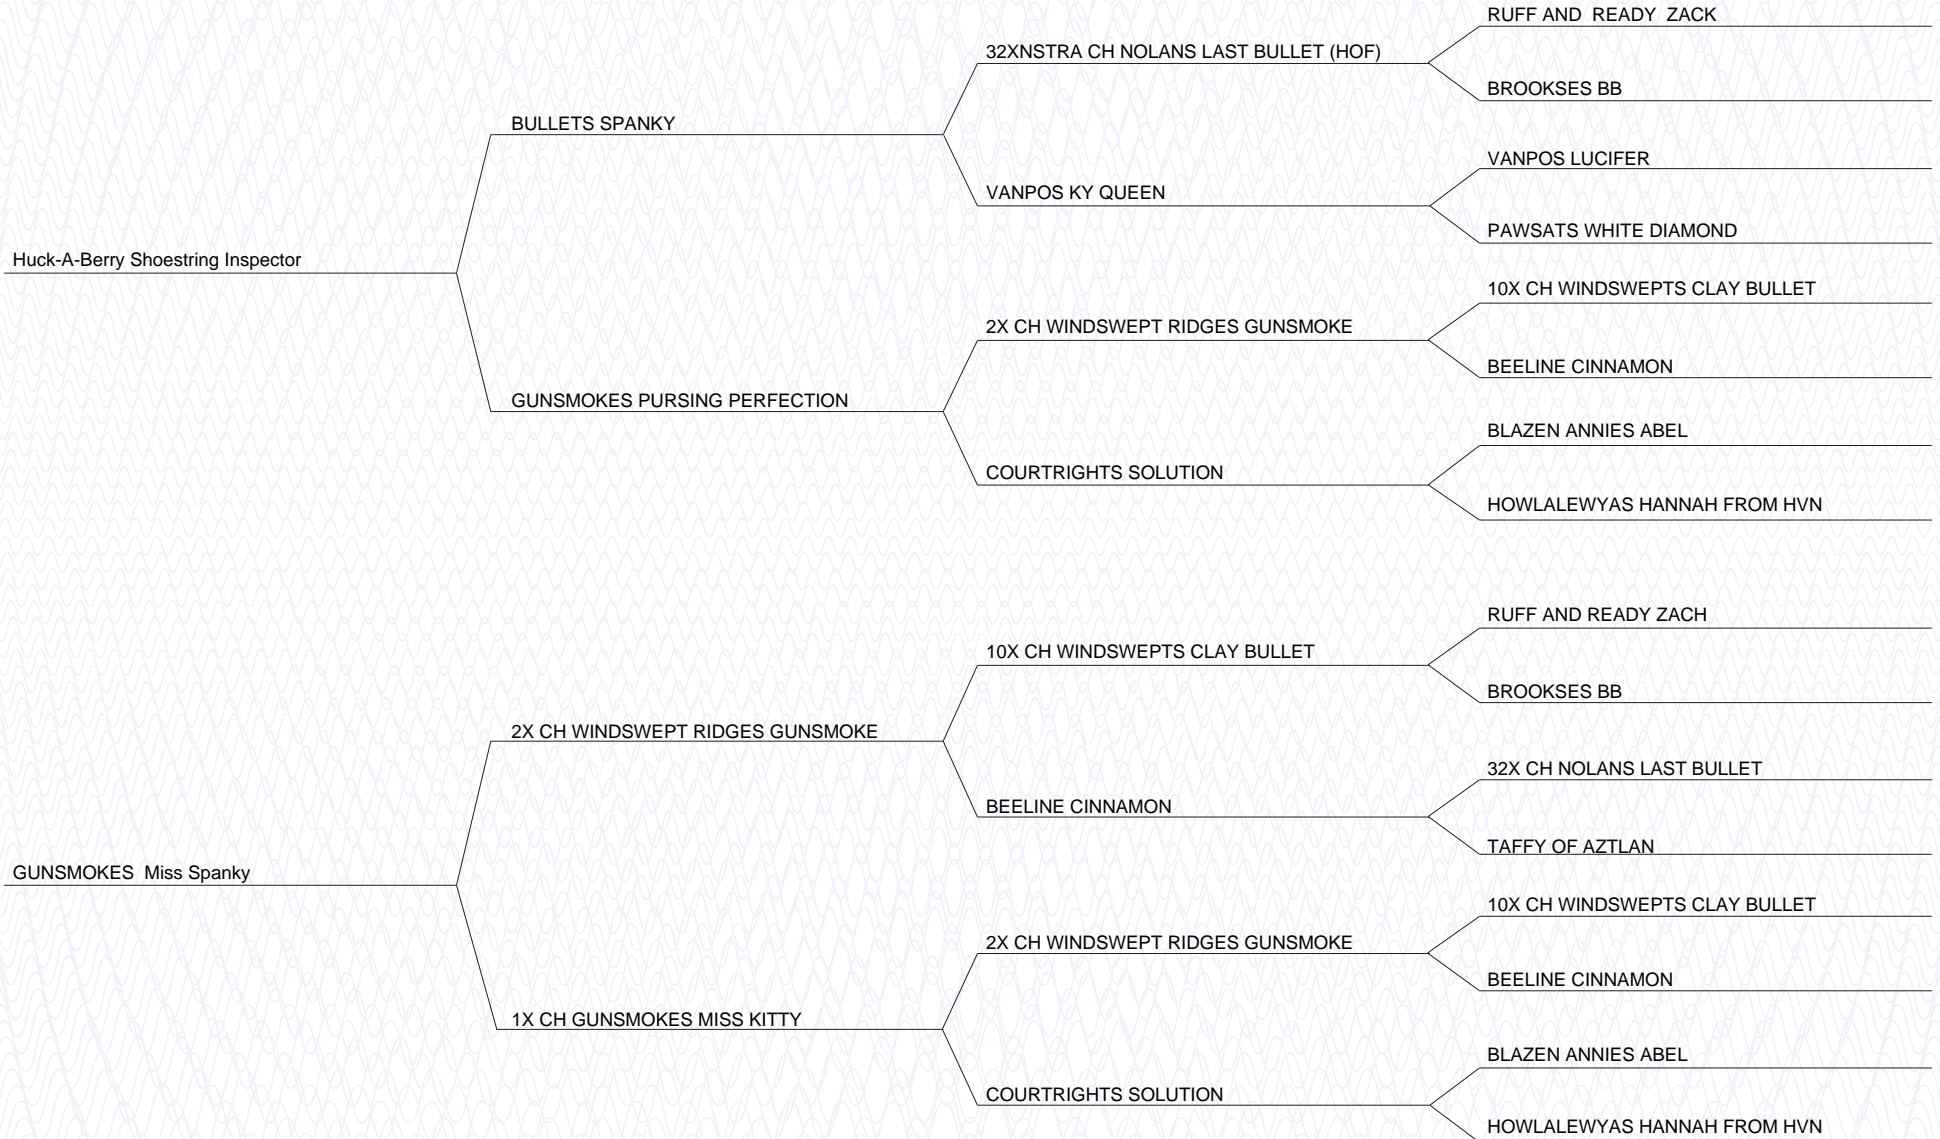 RUFF AND  READY  ZACK
32XNSTRA CH NOLANS LAST BULLET (HOF)
BROOKSES BB
BULLETS SPANKY
VANPOS LUCIFER
VANPOS KY QUEEN
PAWSATS WHITE DIAMOND
Huck-A-Berry Shoestring Inspector
10X CH WINDSWEPTS CLAY BULLET
2X CH WINDSWEPT RIDGES GUNSMOKE
BEELINE CINNAMON
GUNSMOKES PURSING PERFECTION
BLAZEN ANNIES ABEL
COURTRIGHTS SOLUTION
HOWLALEWYAS HANNAH FROM HVN
RUFF AND READY ZACH
10X CH WINDSWEPTS CLAY BULLET
BROOKSES BB
2X CH WINDSWEPT RIDGES GUNSMOKE
32X CH NOLANS LAST BULLET
BEELINE CINNAMON
TAFFY OF AZTLAN
GUNSMOKES  Miss Spanky
10X CH WINDSWEPTS CLAY BULLET
2X CH WINDSWEPT RIDGES GUNSMOKE
BEELINE CINNAMON
1X CH GUNSMOKES MISS KITTY
BLAZEN ANNIES ABEL
COURTRIGHTS SOLUTION
HOWLALEWYAS HANNAH FROM HVN